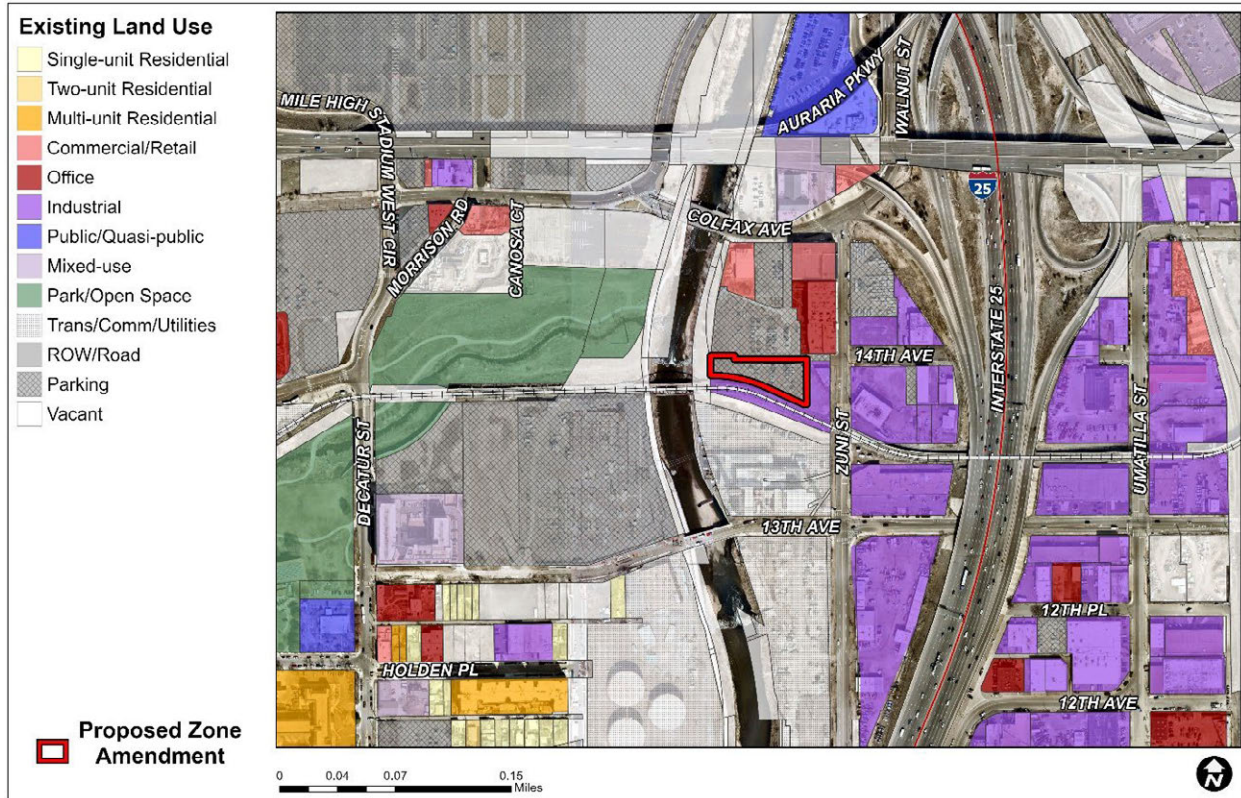 Existing Land Use
Single-unit Residential
Two-unit Residential
Multi-unit Residential
Commercial/Retail
Office
Industrial
Public/Quasi-public
Mixed-use
Park/Open Space
Trans/Comm/Utilities
ROW/Road
Parking
Vacant
Proposed Zone
Amendment
MILE HIGH STADIUM WEST CIR
MORRISON RD
CANOSA CT
AURARIA PKWY
WALNUT ST
25
COLFAX AVE
14TH AVE
INTERSTATE 25
ZUNI ST
UMATILLA ST
DECATUR ST
13TH AVE
12TH PL
HOLDEN PL
12TH AVE
0 0.04 0.07 0.15
Miles
N